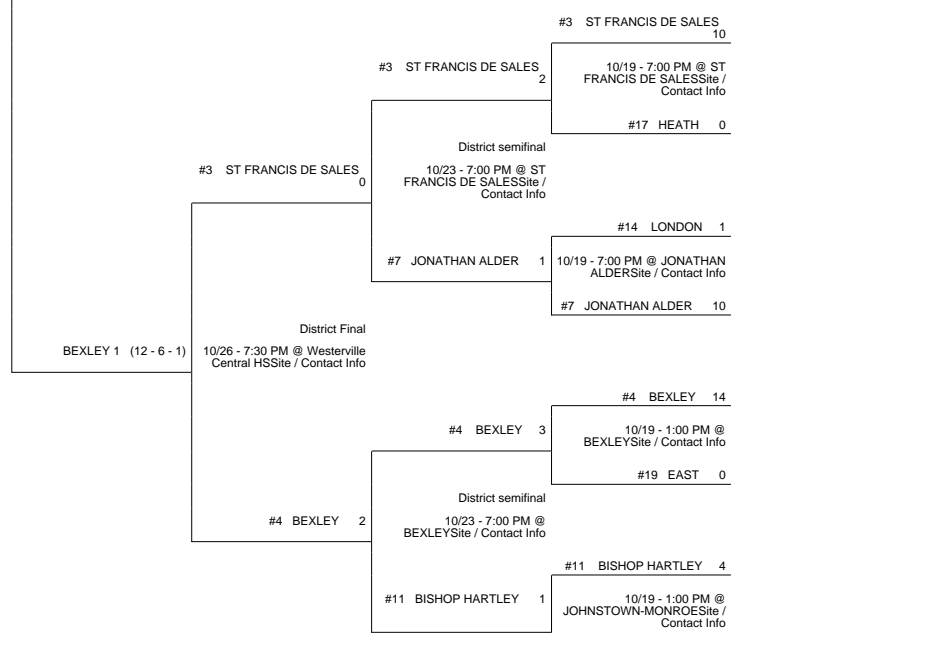 #3 ST FRANCIS DE SALES
10
#3 ST FRANCIS DE SALES
2
10/19 - 7:00 PM @ ST
FRANCIS DE SALESSite /
Contact Info
#17 HEATH 0
District semifinal
#3 ST FRANCIS DE SALES
0
10/23 - 7:00 PM @ ST
FRANCIS DE SALESSite /
Contact Info
#14 LONDON 1
#7 JONATHAN ALDER 1
10/19 - 7:00 PM @ JONATHAN
ALDERSite / Contact Info
#7 JONATHAN ALDER 10
District Final
BEXLEY 1 (12 - 6 - 1)
10/26 - 7:30 PM @ Westerville
Central HSSite / Contact Info
#4 BEXLEY 14
#4 BEXLEY 3
10/19 - 1:00 PM @
BEXLEYSite / Contact Info
#19 EAST 0
District semifinal
#4 BEXLEY 2
10/23 - 7:00 PM @
BEXLEYSite / Contact Info
#11 BISHOP HARTLEY 4
#11 BISHOP HARTLEY 1
10/19 - 1:00 PM @
JOHNSTOWN-MONROESite /
Contact Info